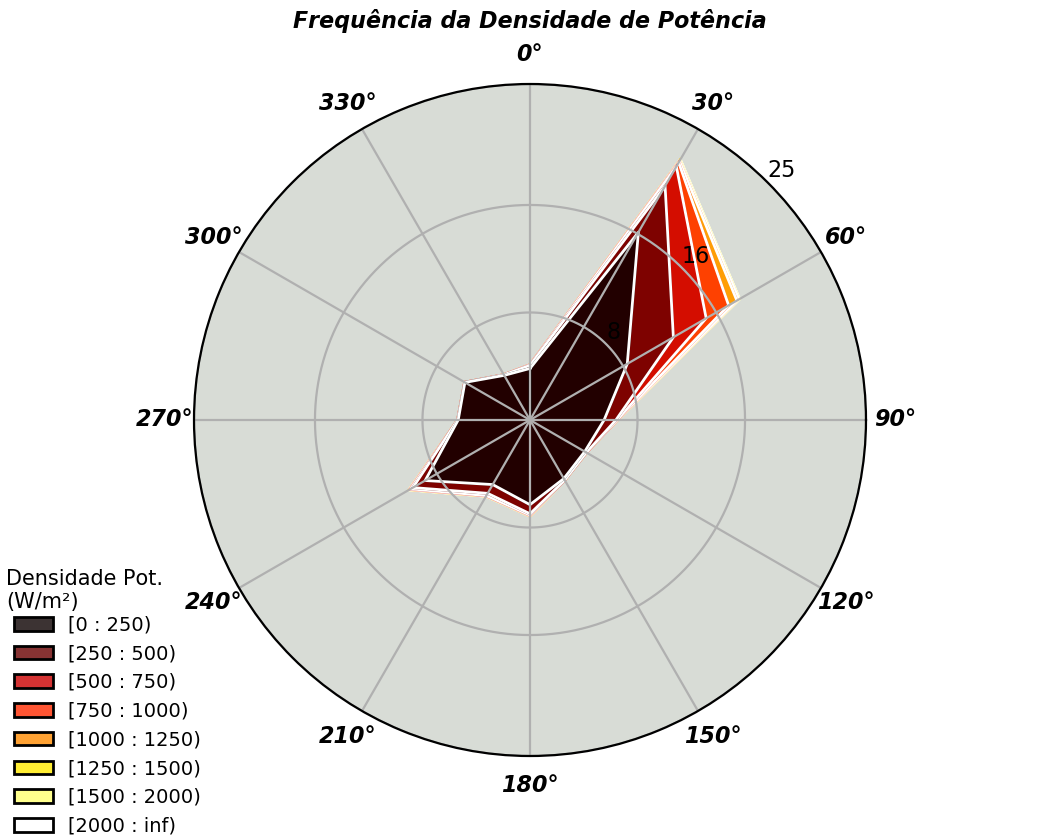 Frequência da Densidade de Potência
0°
330°
30°
25
300°
60°
16
8
270°
90°
240°
120°
210°
150°
180°
Densidade Pot.
(W/m²)
[0 : 250)
[250 : 500)
[500 : 750)
[750 : 1000)
[1000 : 1250)
[1250 : 1500)
[1500 : 2000)
[2000 : inf)